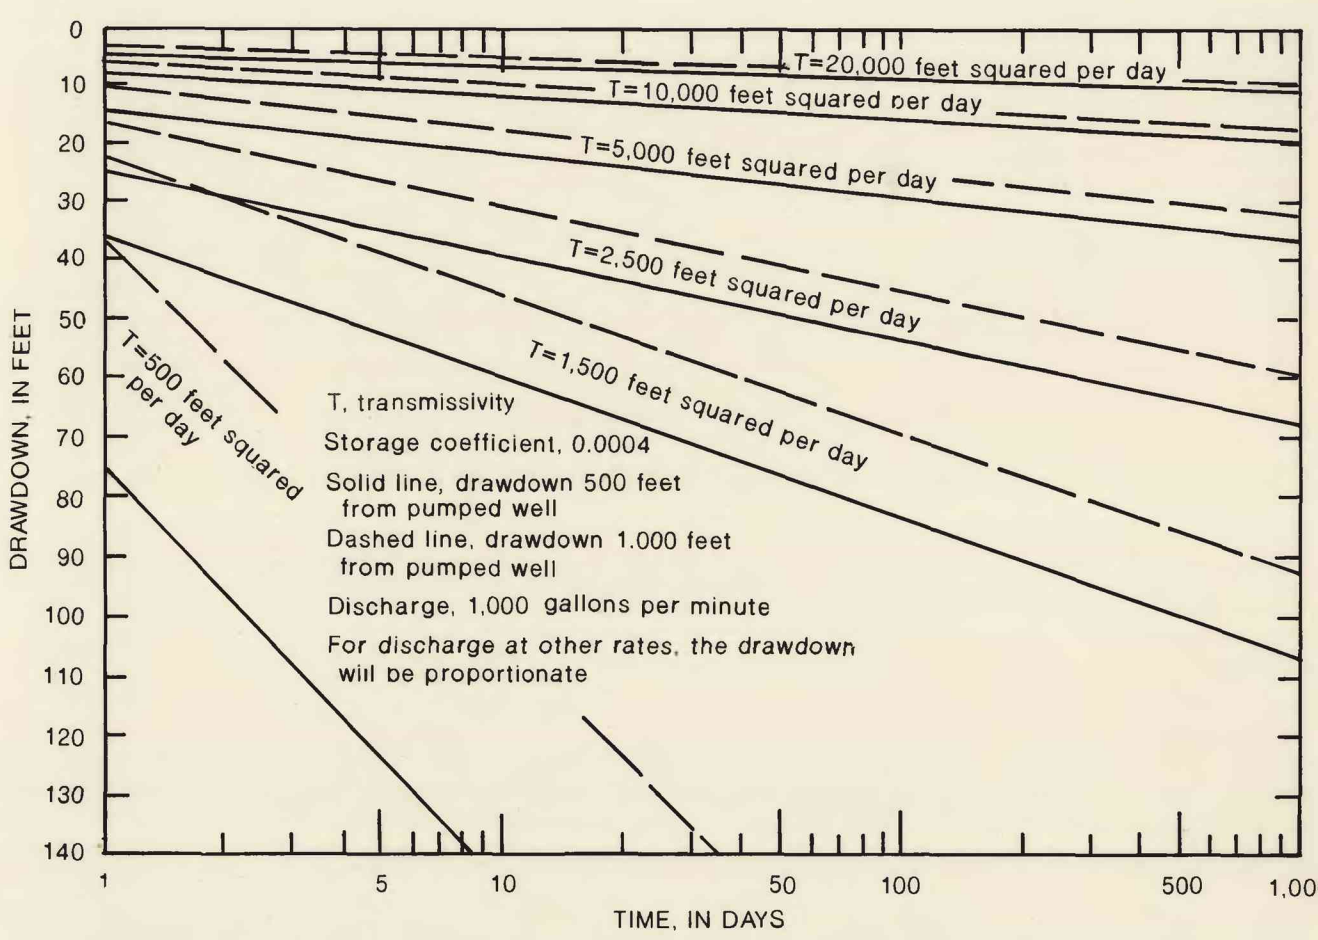 0
10
20
30
40
50
60
70
80
90
100
110
120
130
140
DRAWDOWN, IN FEET
T=20,000 feet squared per day
T=10,000 feet squared per day
T=5,000 feet squared per day
T=2,500 feet squared per day
T=1,500 feet squared per day
T=500 feet squared
per day
T, transmissivity
Storage coefficient, 0.0004
Solid line, drawdown 500 feet
from pumped well
Dashed line, drawdown 1.000 feet
from pumped well
Discharge, 1,000 gallons per minute
For discharge at other rates, the drawdown
will be proportionate
1
5
10
50
100
500
1,00
TIME, IN DAYS